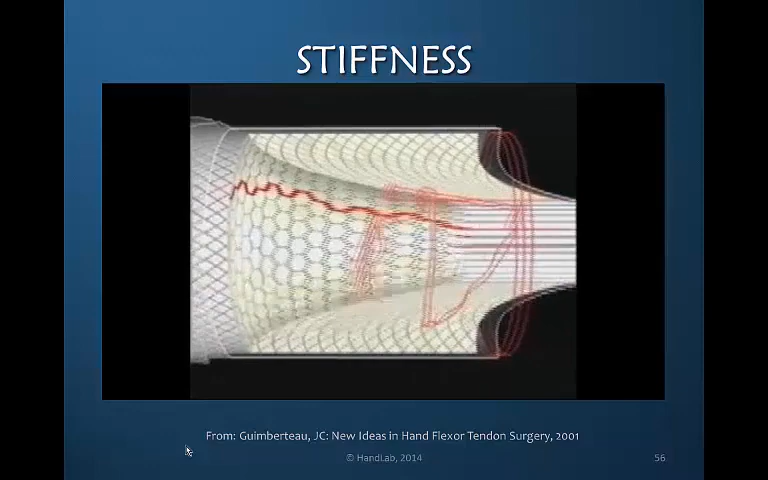 STIFFNESS
From: Guimberteau, JC: New Ideas in Hand Flexor Tendon Surgery, 2001
© HandLab, 2014
56